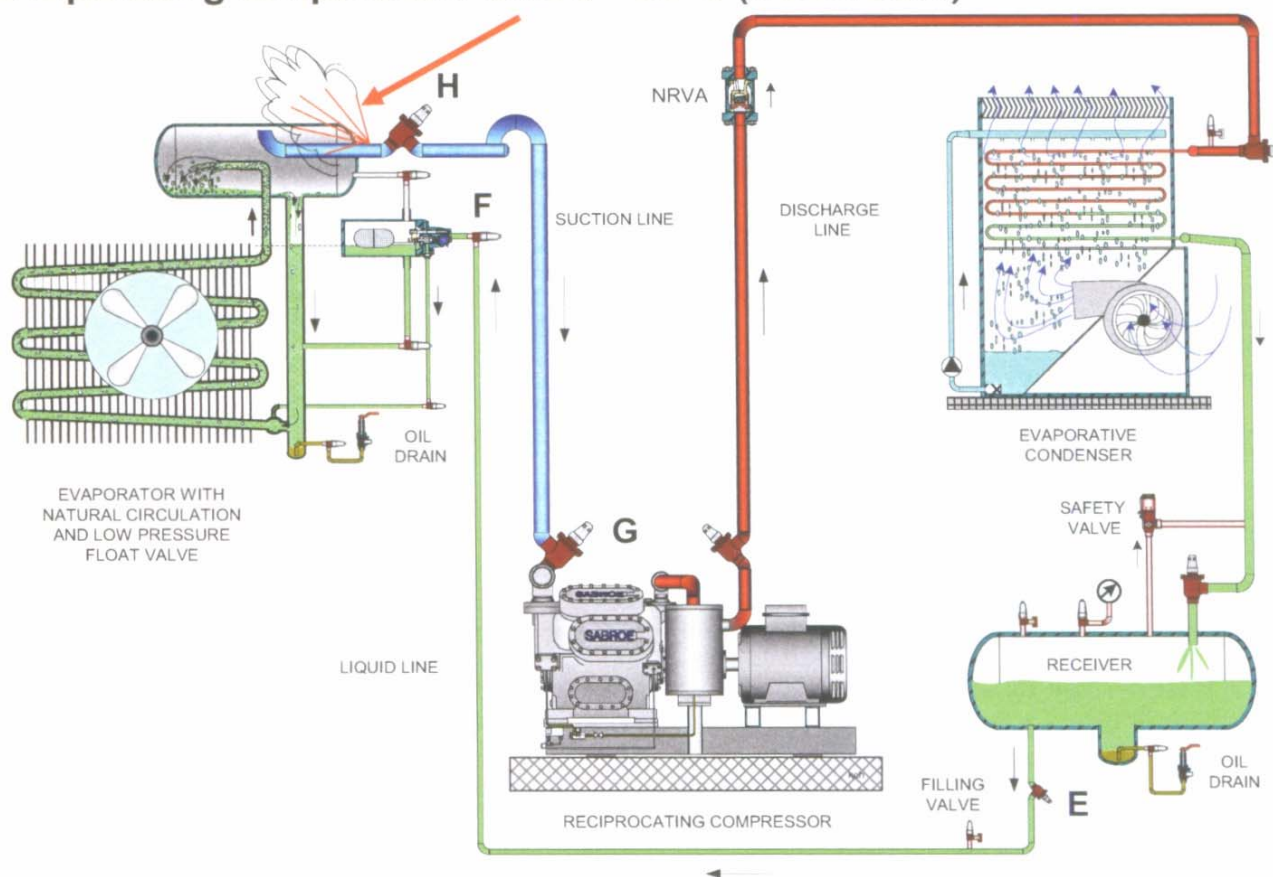 H
NRVA
F
SUCTION LINE
DISCHARGE
LINE
OIL
DRAIN
EVAPORATIVE
CONDENSER
EVAPORATOR WITH
NATURAL CIRCULATION
AND LOW PRESSURE
FLOAT VALVE
SAFETY
VALVE
G
SABROE
SABROE
LIQUID LINE
RECEIVER
FILLING
VALVE
E
OIL
DRAIN
RECIPROCATING COMPRESSOR